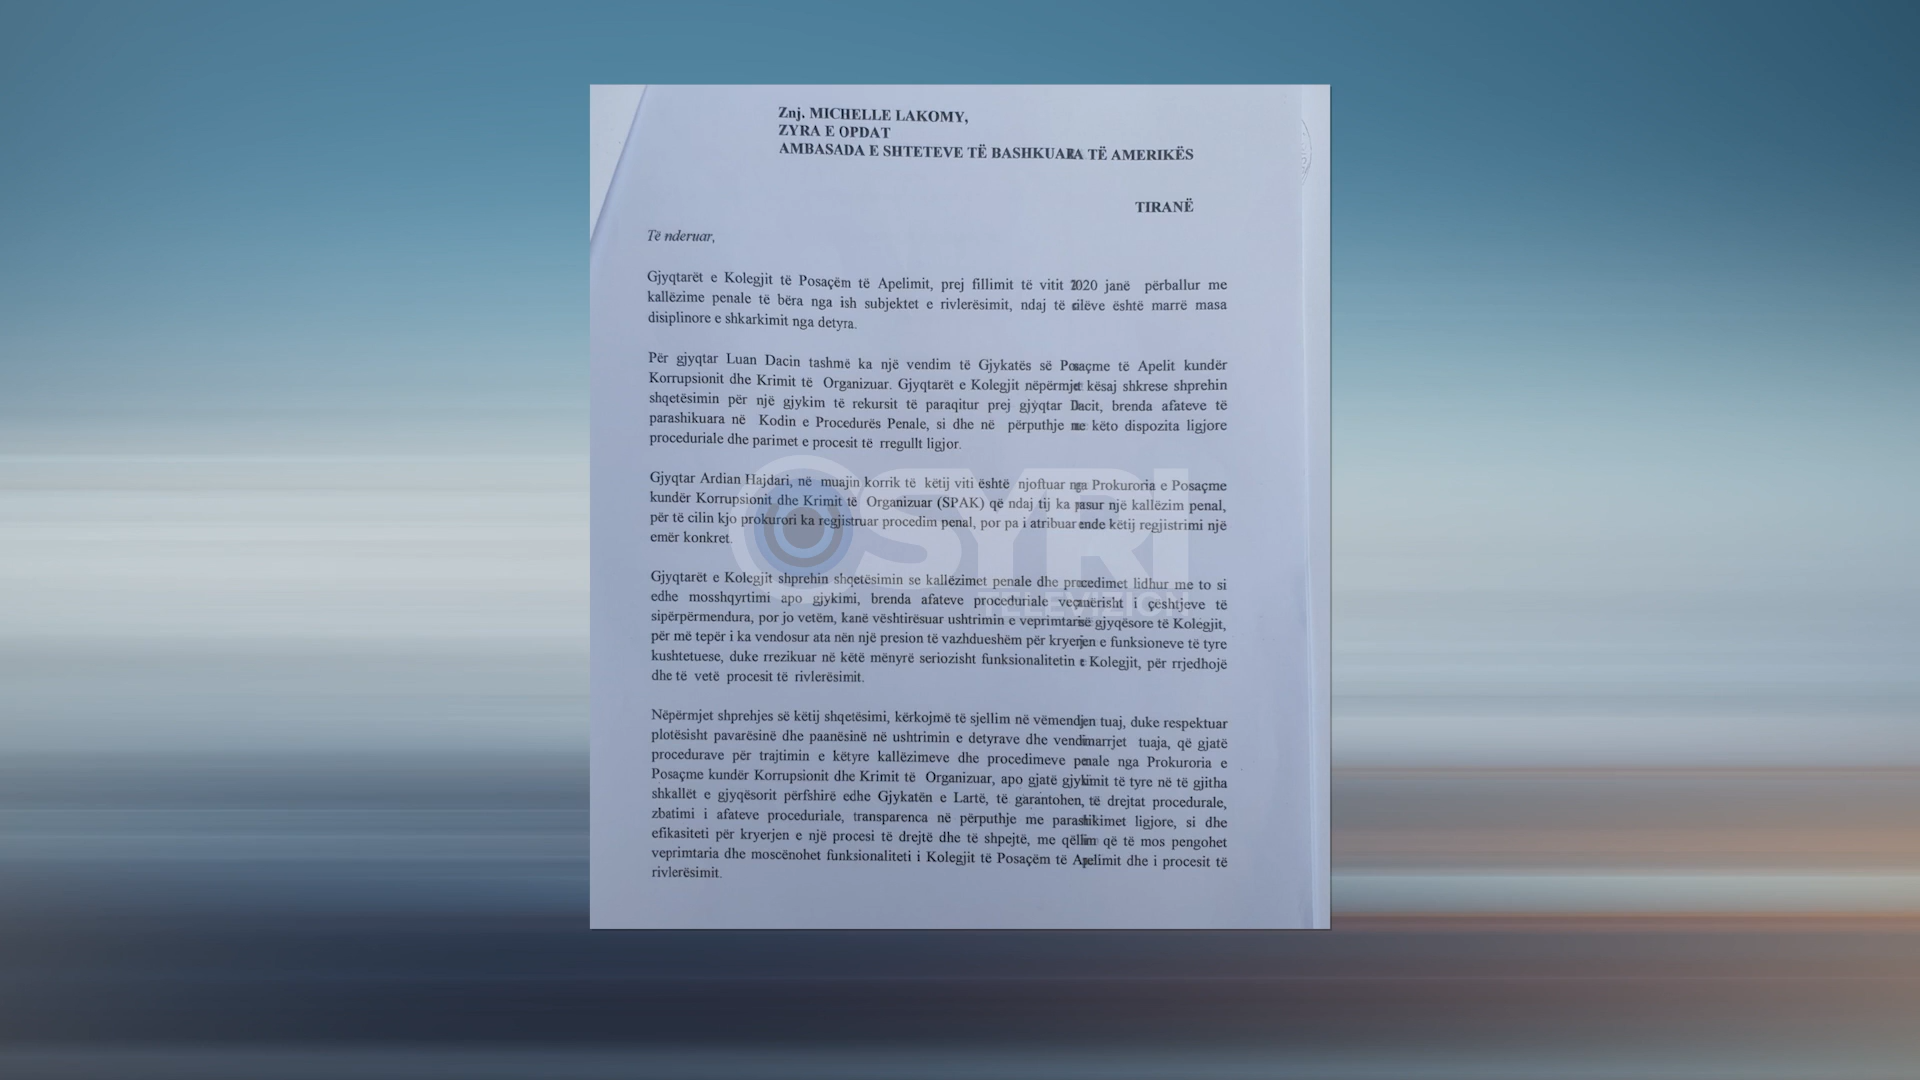 Znj. MICHELLE LAKOMY,
ZYRA E OPDAT
AMBASADA E SHTETEVE TË BASHKUARA TË AMERIKËS
TIRANË
Të nderuar,
Gjyqtarët e Kolegjit të Posaçëm të Apelimit, prej fillimit të vitit 2020 janë përballur me
kallëzime penale të bëra nga ish subjektet e rivlerësimit, ndaj të cilëve është marrë masa
disiplinore e shkarkimit nga detyra.
Për gjyqtar Luan Dacin tashmë ka një vendim të Gjykatës së Posaçme të Apelit kundër
Korrupsionit dhe Krimit të Organizuar. Gjyqtarët e Kolegjit nëpërmjet kësaj shkrese shprehin
shqetësimin për një gjykim të rekursit të paraqitur prej gjyqtar Dacit, brenda afateve të
parashikuara në Kodin e Procedurës Penale, si dhe në përputhje me këto dispozita ligjore
proceduriale dhe parimet e procesit të rregullt ligjor.
Gjyqtar Ardian Hajdari, në muajin korrik të këtij viti është njoftuar nga Prokuroria e Posaçme
kundër Korrupsionit dhe Krimit të Organizuar (SPAK) që ndaj tij ka pasur një kallëzim penal,
për të cilin kjo prokurori ka regjistruar procedim penal, por pa i atribuar ende këtij regjistrimi një
emër konkret.
Gjyqtarët e Kolegjit shprehin shqetësimin se kallëzimet penale dhe procedimet lidhur me to si
edhe mosshqyrtimi apo gjykimi, brenda afateve proceduriale veçanërisht i çështjeve të
sipërpërmendura, por jo vetëm, kanë vështirësuar ushtrimin e veprimtarisë gjyqësore të Kolegjit,
për më tepër i ka vendosur ata nën një presion të vazhdueshëm për kryerjen e funksioneve të tyre
kushtetuese, duke rrezikuar në këtë mënyrë seriozisht funksionalitetin e Kolegjit, për rrjedhojë
dhe të vetë procesit të rivlerësimit.
Nëpërmjet shprehjes së këtij shqetësimi, kërkojmë të sjellim në vëmendjen tuaj, duke respektuar
plotësisht pavarësinë dhe paanësinë në ushtrimin e detyrave dhe vendimarrjet tuaja, që gjatë
procedurave për trajtimin e këtyre kallëzimeve dhe procedimeve penale nga Prokuroria e
Posaçme kundër Korrupsionit dhe Krimit të Organizuar, apo gjatë gjykimit të tyre në të gjitha
shkallët e gjyqësorit përfshirë edhe Gjykatën e Lartë, të garantohen, të drejtat procedurale,
zbatimi i afateve proceduriale, transparenca në përputhje me parashikimet ligjore, si dhe
efikasiteti për kryerjen e një procesi të drejtë dhe të shpejtë, me qëllim që të mos pengohet
veprimtaria dhe moscënohet funksionaliteti i Kolegjit të Posaçëm të Apelimit dhe i procesit të
rivlerësimit.
SYRI
TELEVIZION